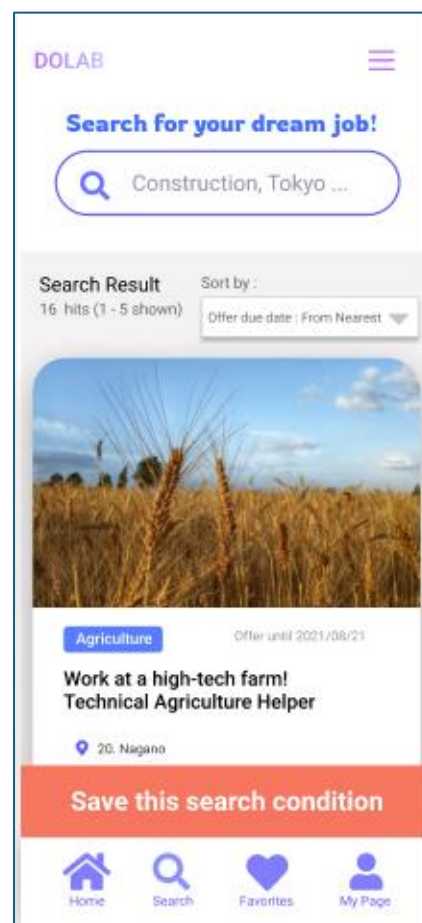 DOLAB
Search for your dream job!
Construction, Tokyo ...
Search Result
16 hits (1 - 5 shown)
Sort by :
Offer due date : From Nearest
Agriculture
Offer until 2021/08/21
Work at a high-tech farm!
Technical Agriculture Helper
20. Nagano
Save this search condition
Home
Search
Favorites
My Page